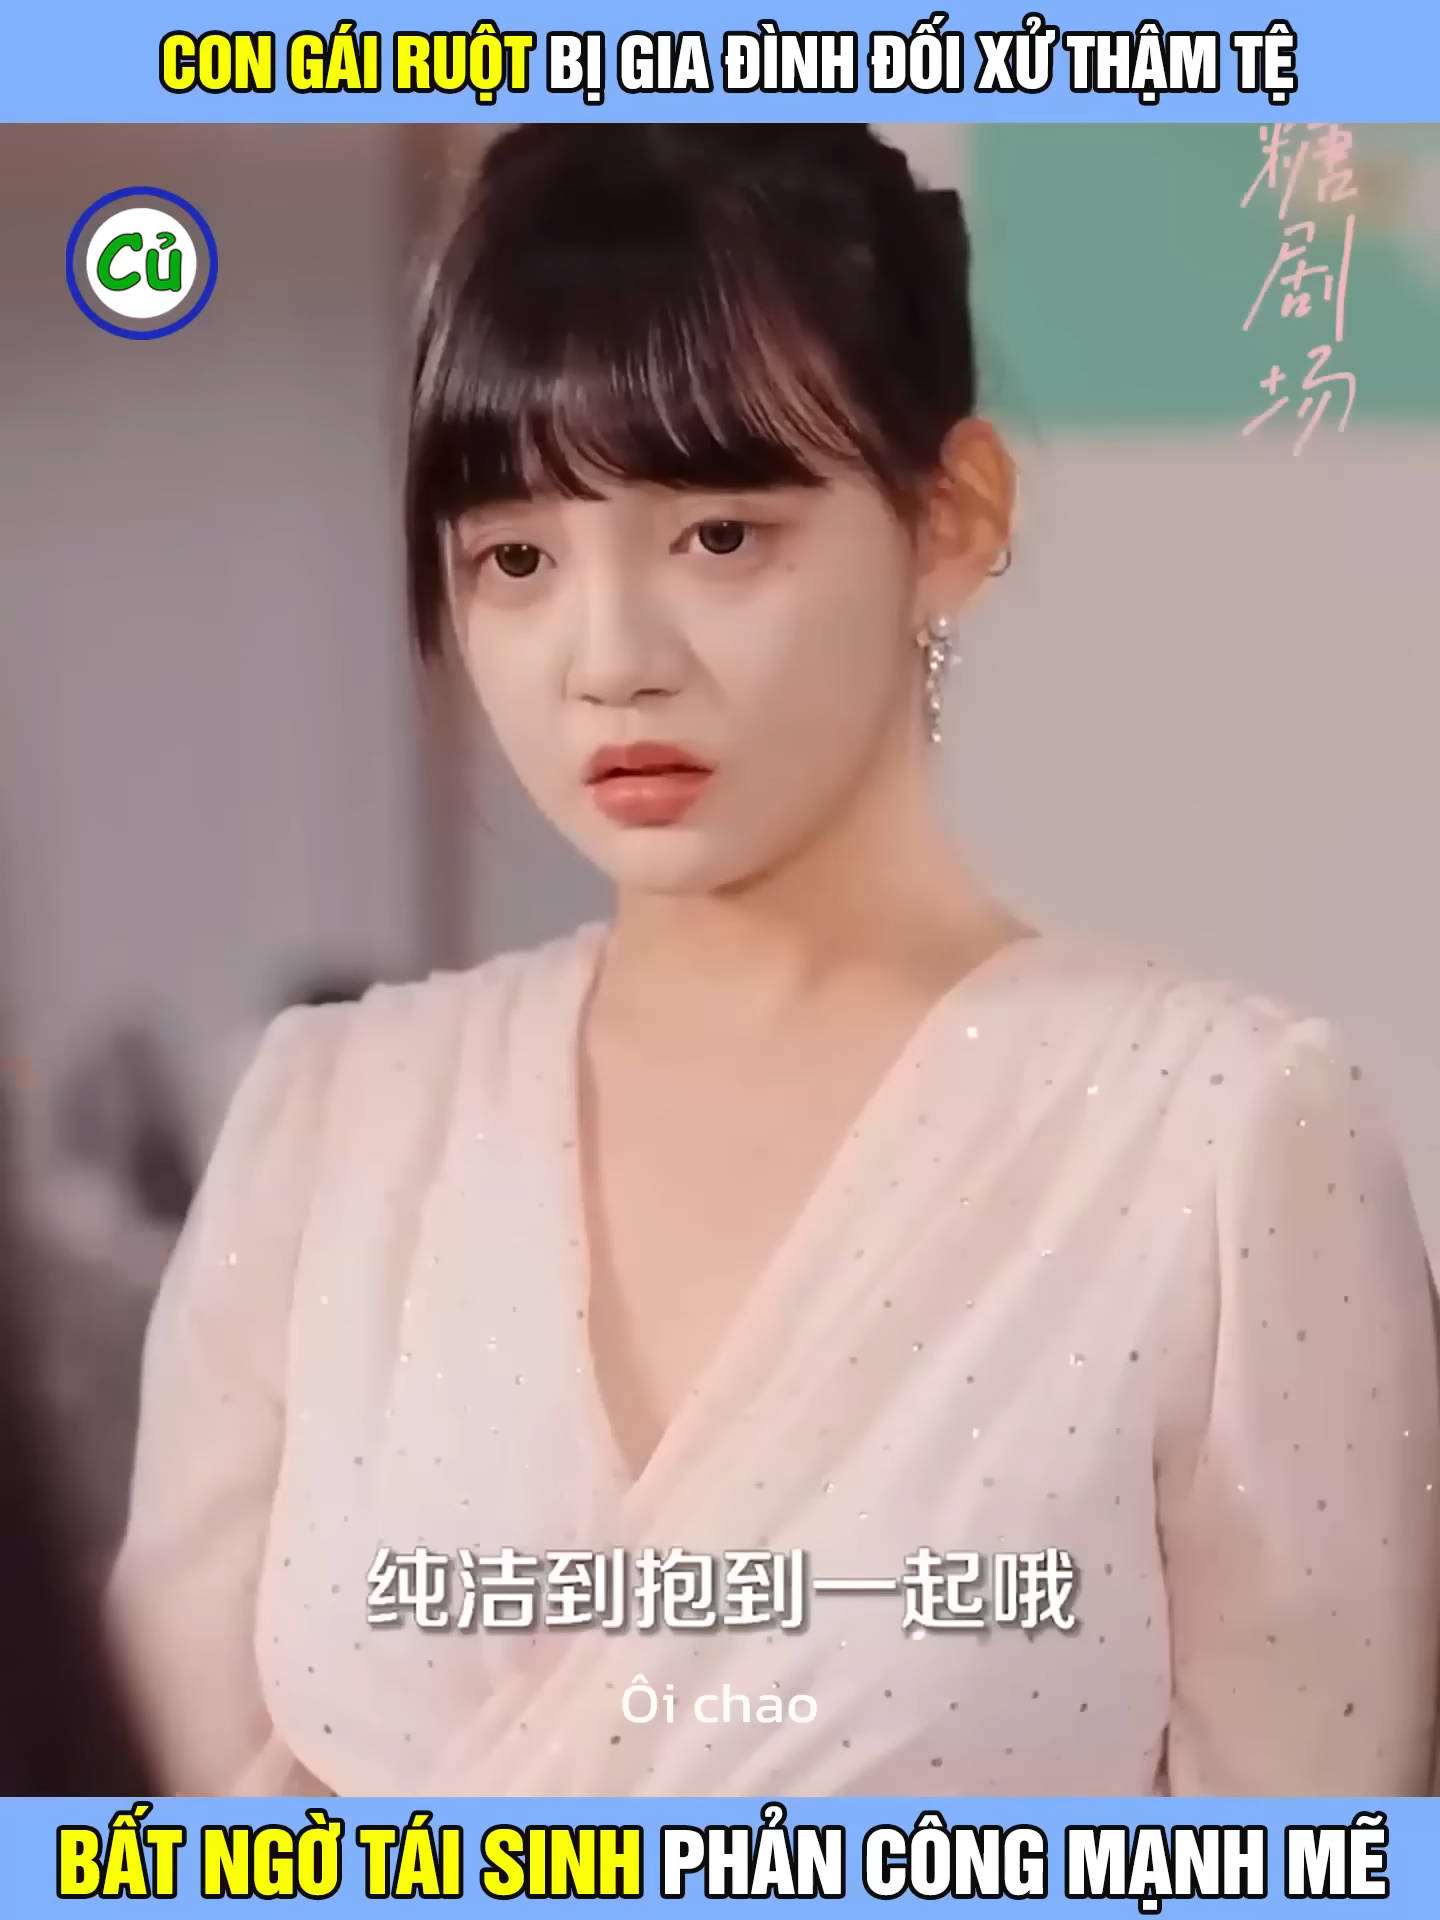 CON GÁI RUỘT BỊ GIA ĐÌNH ĐỐI XỬ THẬM TỆ
Củ
糖剧场
纯洁到抱到一起哦
Ôi chao
BẤT NGỜ TÁI SINH PHẢN CÔNG MẠNH MẼ